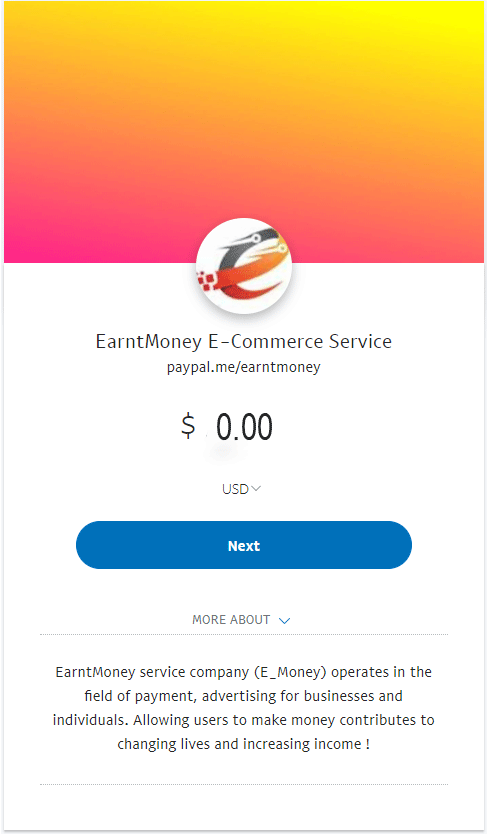 EarntMoney E-Commerce Service
paypal.me/earntmoney
$ 0.00
USD
Next
MORE ABOUT
EarntMoney service company (E_Money) operates in the
field of payment, advertising for businesses and
individuals. Allowing users to make money contributes to
changing lives and increasing income !